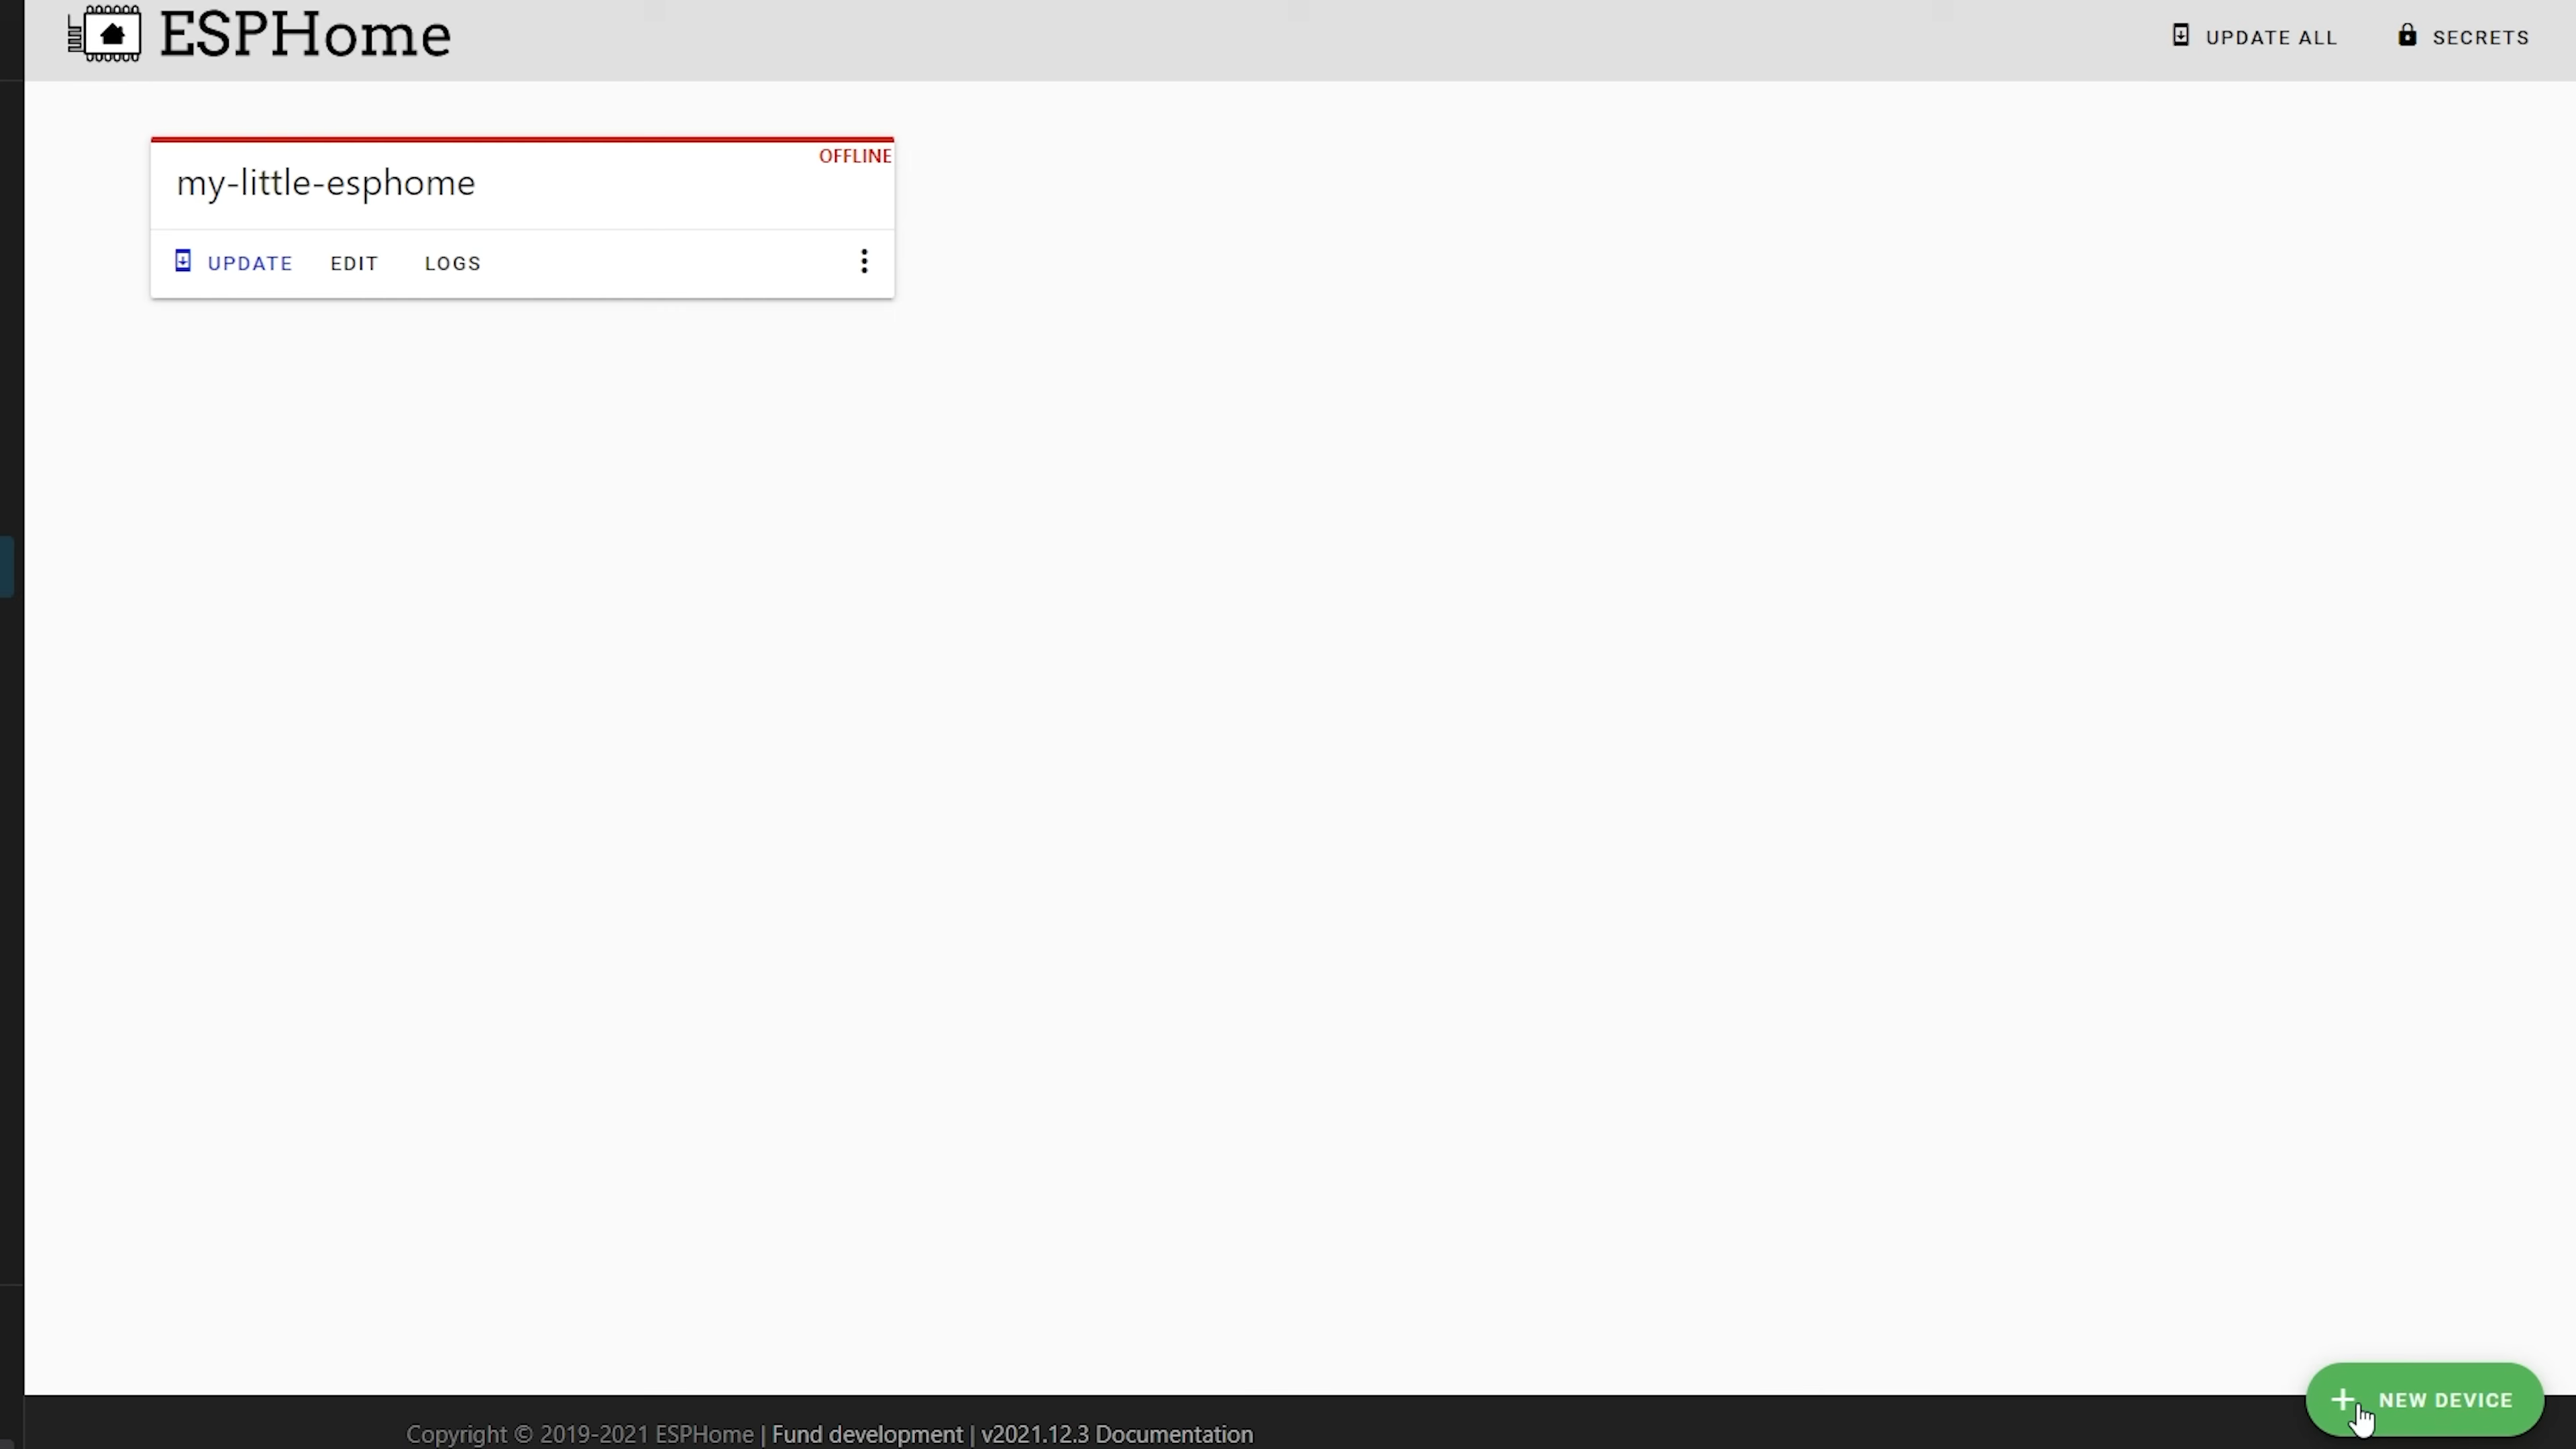 ESPHome
UPDATE ALL
SECRETS
OFFLINE
my-little-esphome
UPDATE
EDIT
LOGS
NEW DEVICE
Copyright © 2019-2021 ESPHome | Fund development | v2021.12.3 Documentation